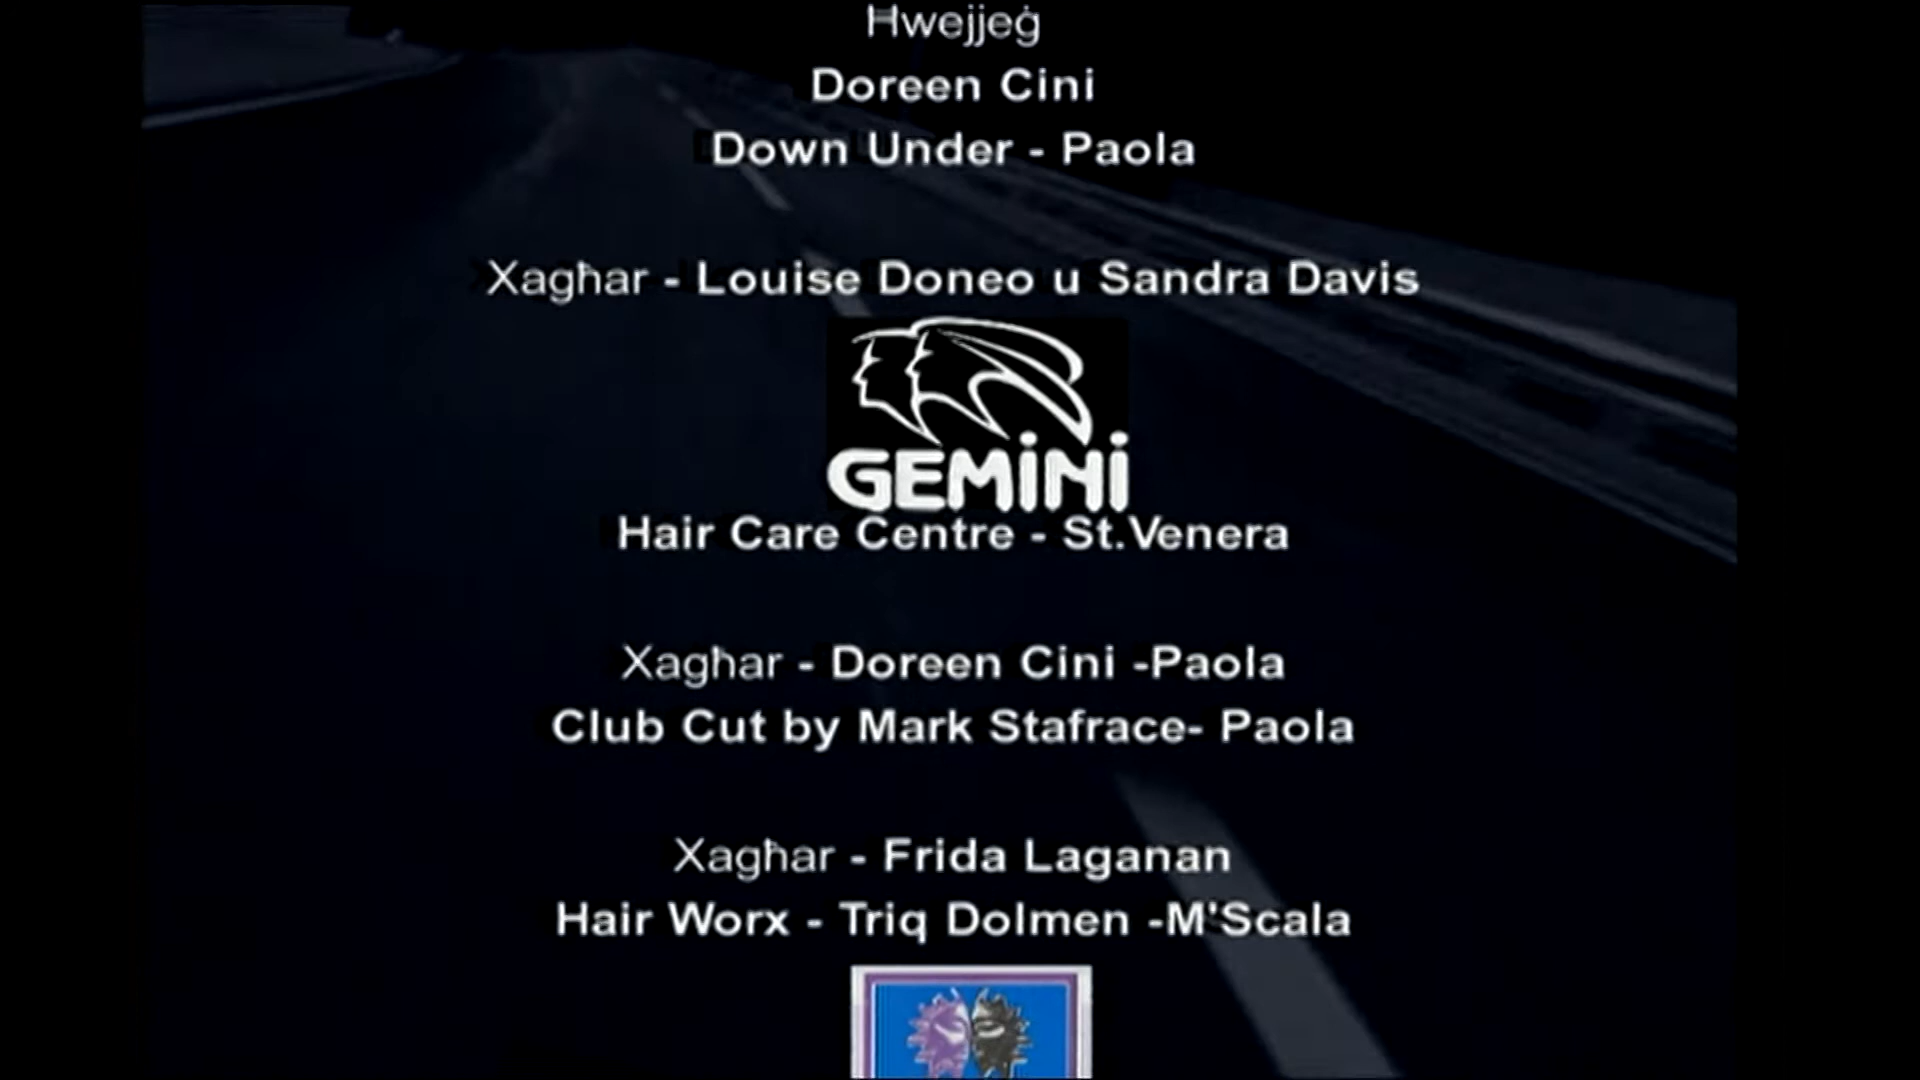 Ħwejjeġ
Doreen Cini
Down Under - Paola
Xagħar - Louise Doneo u Sandra Davis
GEMiNi
Hair Care Centre - St.Venera
Xagħar - Doreen Cini -Paola
Club Cut by Mark Stafrace- Paola
Xagħar - Frida Laganan
Hair Worx - Triq Dolmen -M'Scala